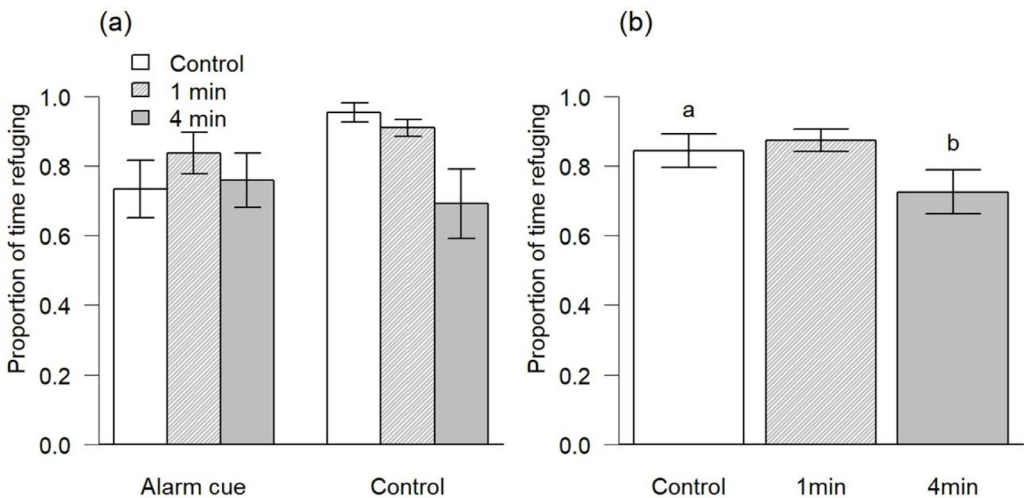 (a)
Control
1 min
4 min
Proportion of time refuging
1.0
0.8
0.6
0.4
0.2
0.0
Alarm cue
Control
(b)
Proportion of time refuging
1.0
0.8
0.6
0.4
0.2
0.0
a
b
Control
1min
4min